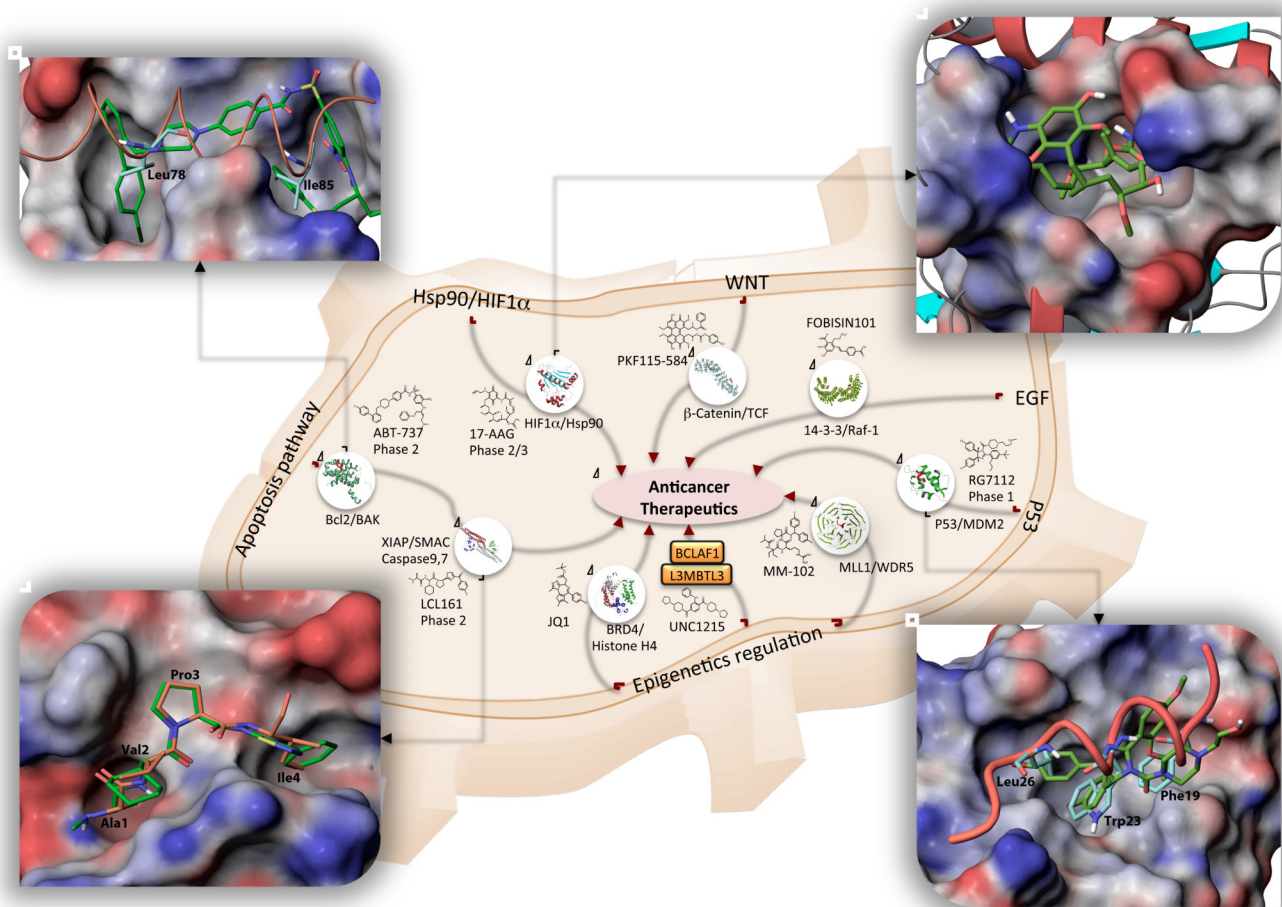 Leu78
Ile85
Hsp90/HIF1α
WNT
PKF115-584
FOBISIN101
EGF
ABT-737
Phase 2
17-AAG
Phase 2/3
HIF1α/Hsp90
β-Catenin/TCF
14-3-3/Raf-1
RG7112
Phase 1
P53/MDM2
P53
Apoptosis pathway
Bcl2/BAK
Anticancer
Therapeutics
XIAP/SMAC
Caspase9,7
LCL161
Phase 2
JQ1
BRD4/
Histone H4
BCLAF1
L3MBTL3
UNC1215
MM-102
MLL1/WDR5
Epigenetics regulation
Pro3
Val2
Ile4
Ala1
Leu26
Phe19
Trp23